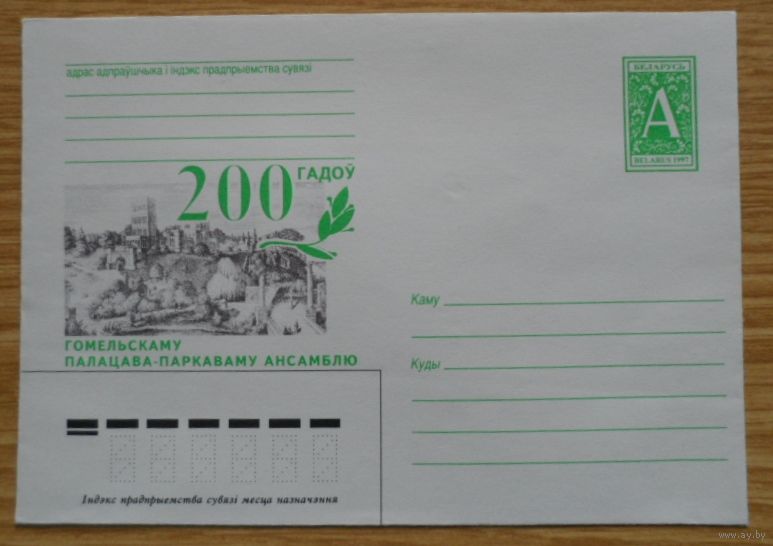 адрас адпраўшчыка і індэкс прадпрыемства сувязі
БЕЛАРУСЬ
А
BELARUS 1997
200 ГАДОЎ
ГОМЕЛЬСКАМУ
ПАЛАЦАВА-ПАРКАВАМУ АНСАМБЛЮ
Каму
Куды
Індэкс прадпрыемства сувязі месца назначэння
www.ay.by